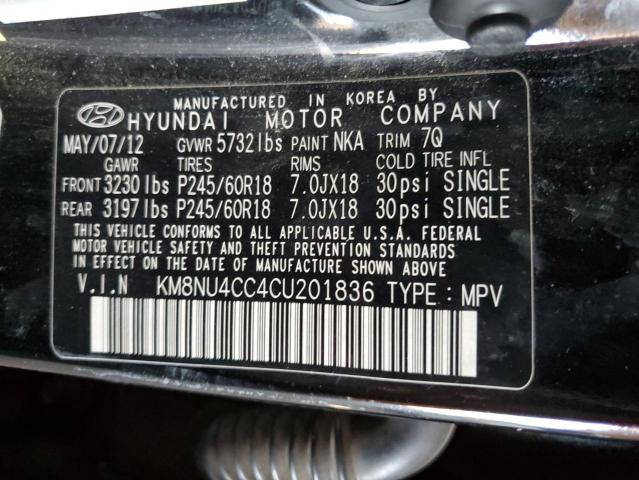 MANUFACTURED IN KOREA BY
HYUNDAI MOTOR COMPANY
MAY/07/12 GVWR 5732lbs PAINT NKA TRIM 7Q
GAWR TIRES RIMS COLD TIRE INFL
FRONT 3230lbs P245/60R18 7.0JX18 30psi SINGLE
REAR 3197lbs P245/60R18 7.0JX18 30psi SINGLE
THIS VEHICLE CONFORMS TO ALL APPLICABLE U.S.A. FEDERAL
MOTOR VEHICLE SAFETY AND THEFT PREVENTION STANDARDS
IN EFFECT ON THE DATE OF MANUFACTURE SHOWN ABOVE
V.I.N KM8NU4CC4CU201836 TYPE : MPV